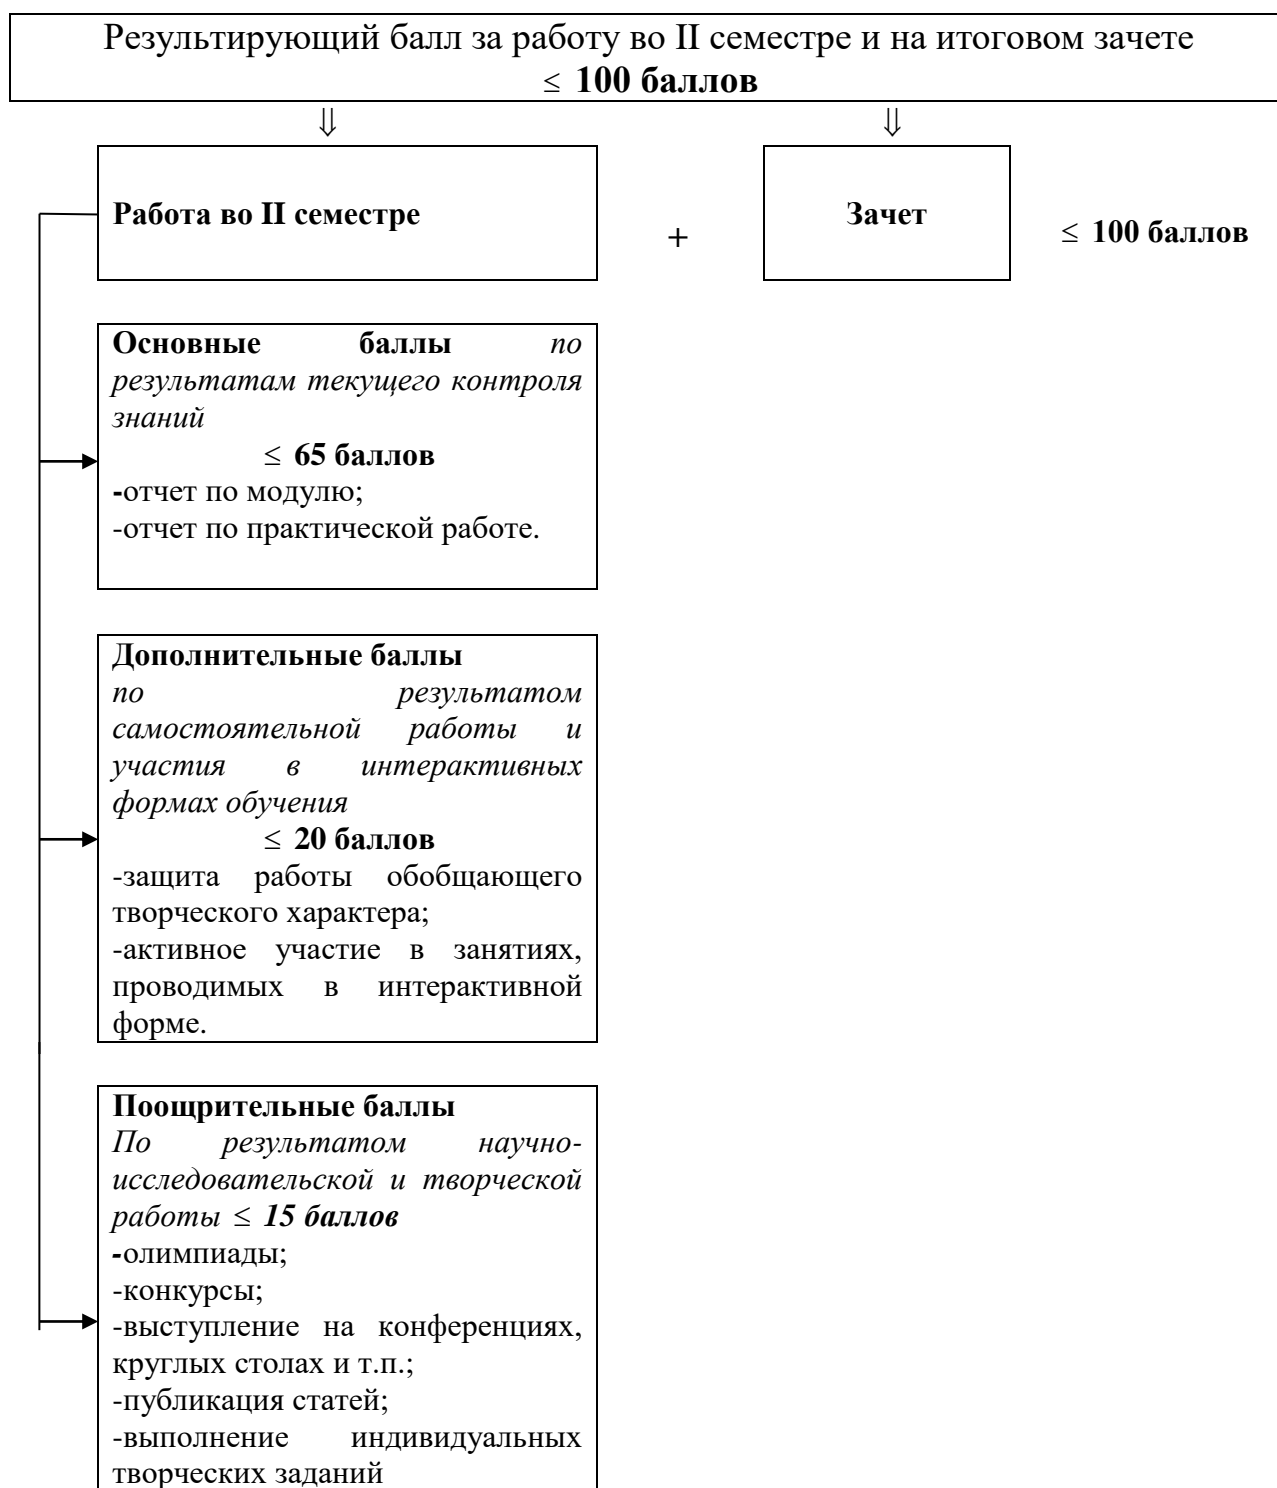 Результирующий балл за работу во II семестре и на итоговом зачете
≤ 100 баллов
⇓ ⇓
Работа во II семестре
+
Зачет
≤ 100 баллов
Основные баллы по
результатам текущего контроля
знаний
≤ 65 баллов
-отчет по модулю;
-отчет по практической работе.
Дополнительные баллы
по результатом
самостоятельной работы и
участия в интерактивных
формах обучения
≤ 20 баллов
-защита работы обобщающего
творческого характера;
-активное участие в занятиях,
проводимых в интерактивной
форме.
Поощрительные баллы
По результатом научно-
исследовательской и творческой
работы ≤ 15 баллов
-олимпиады;
-конкурсы;
-выступление на конференциях,
круглых столах и т.п.;
-публикация статей;
-выполнение индивидуальных
творческих заданий